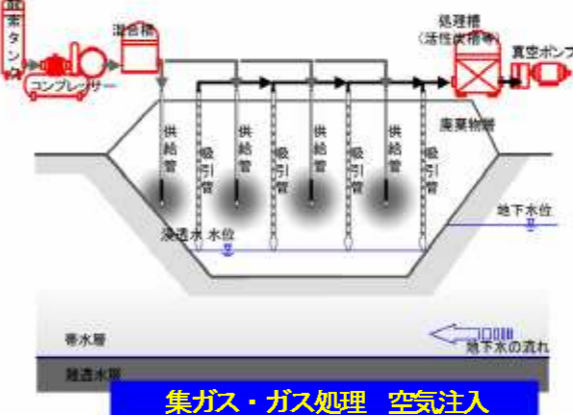 酸素タンク
コンプレッサー
混合槽
処理槽
(活性炭槽等)
真空ポンプ
廃棄物層
供給管
吸引管
供給管
吸引管
供給管
吸引管
供給管
吸引管
浸透水 水位
地下水位
帯水層
地下水の流れ
難透水層
集ガス・ガス処理 空気注入